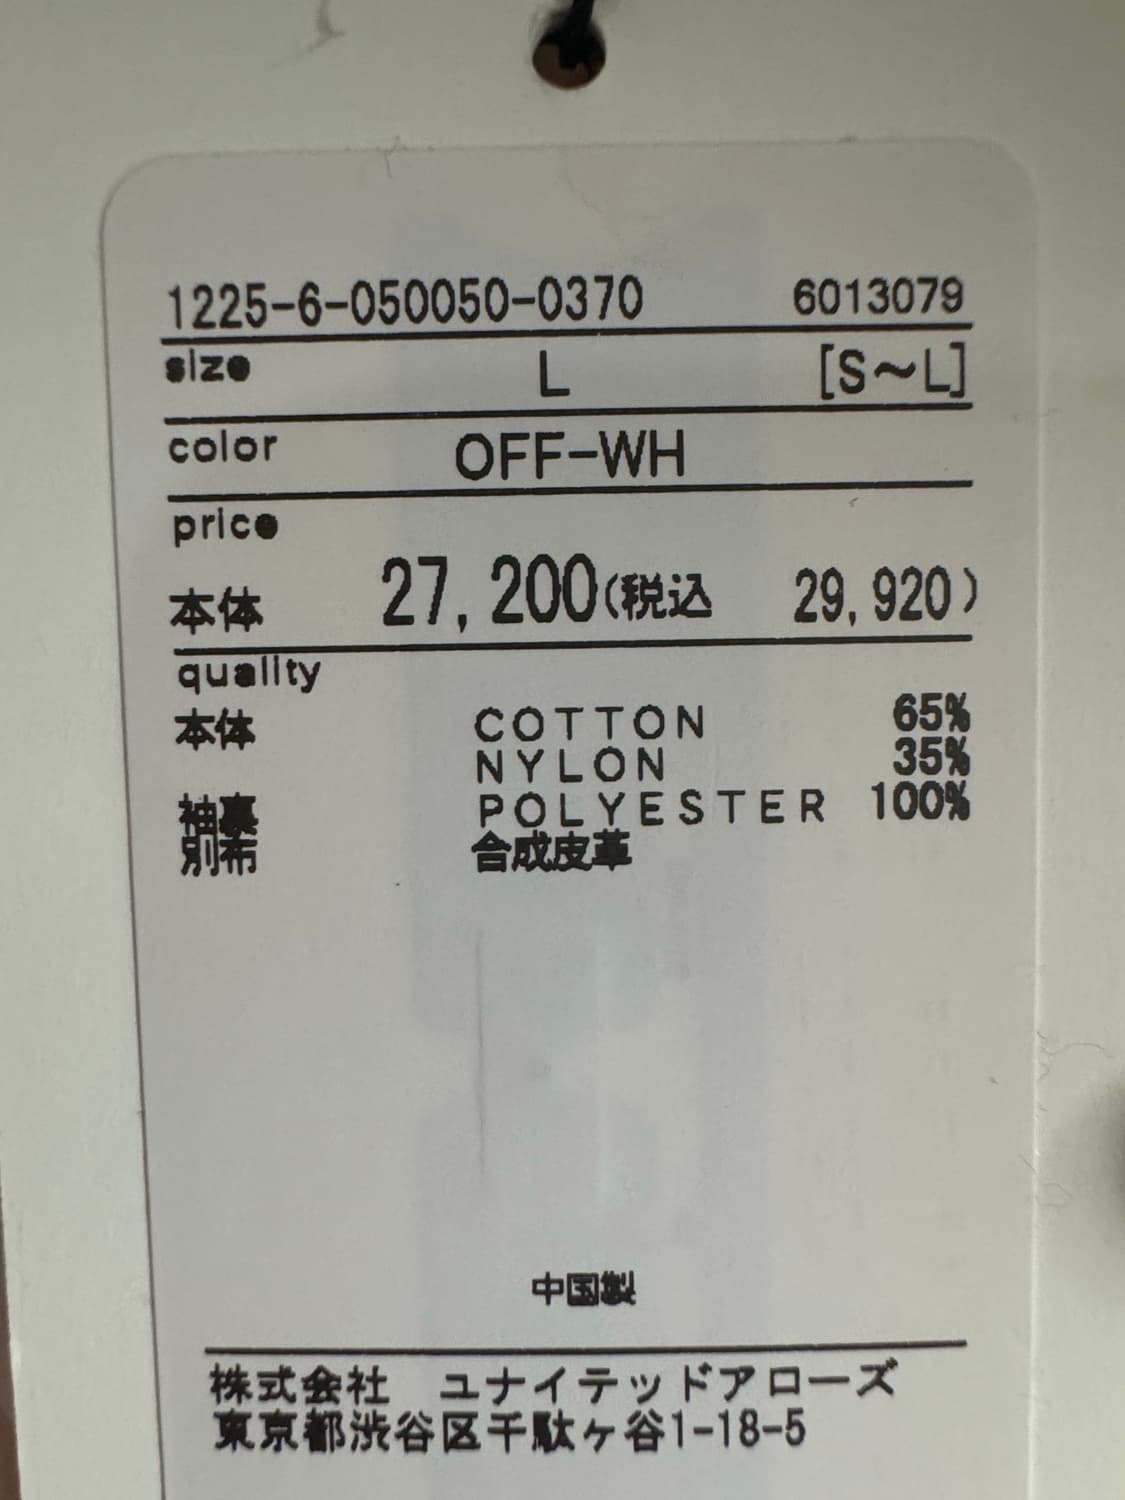 1225-6-050050-0370 6013079
size L [S〜L]
color OFF-WH
price
本体 27,200(税込 29,920)
quality
本体 COTTON 65%
NYLON 35%
袖裏 POLYESTER 100%
別布 合成皮革
中国製
株式会社 ユナイテッドアローズ
東京都渋谷区千駄ヶ谷1-18-5